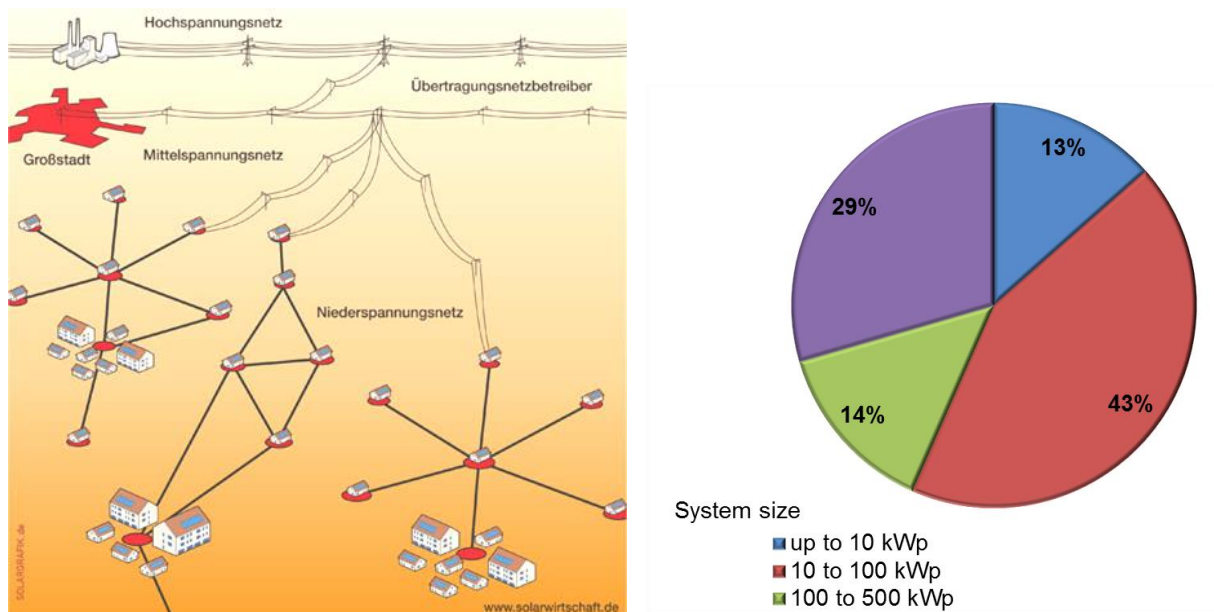 Hochspannungsnetz
Übertragungsnetzbetreiber
Großstadt
Mittelspannungsnetz
Niederspannungsnetz
SOLARGRAFIK.de
www.solarwirtschaft.de
13%
29%
43%
14%
System size
up to 10 kWp
10 to 100 kWp
100 to 500 kWp